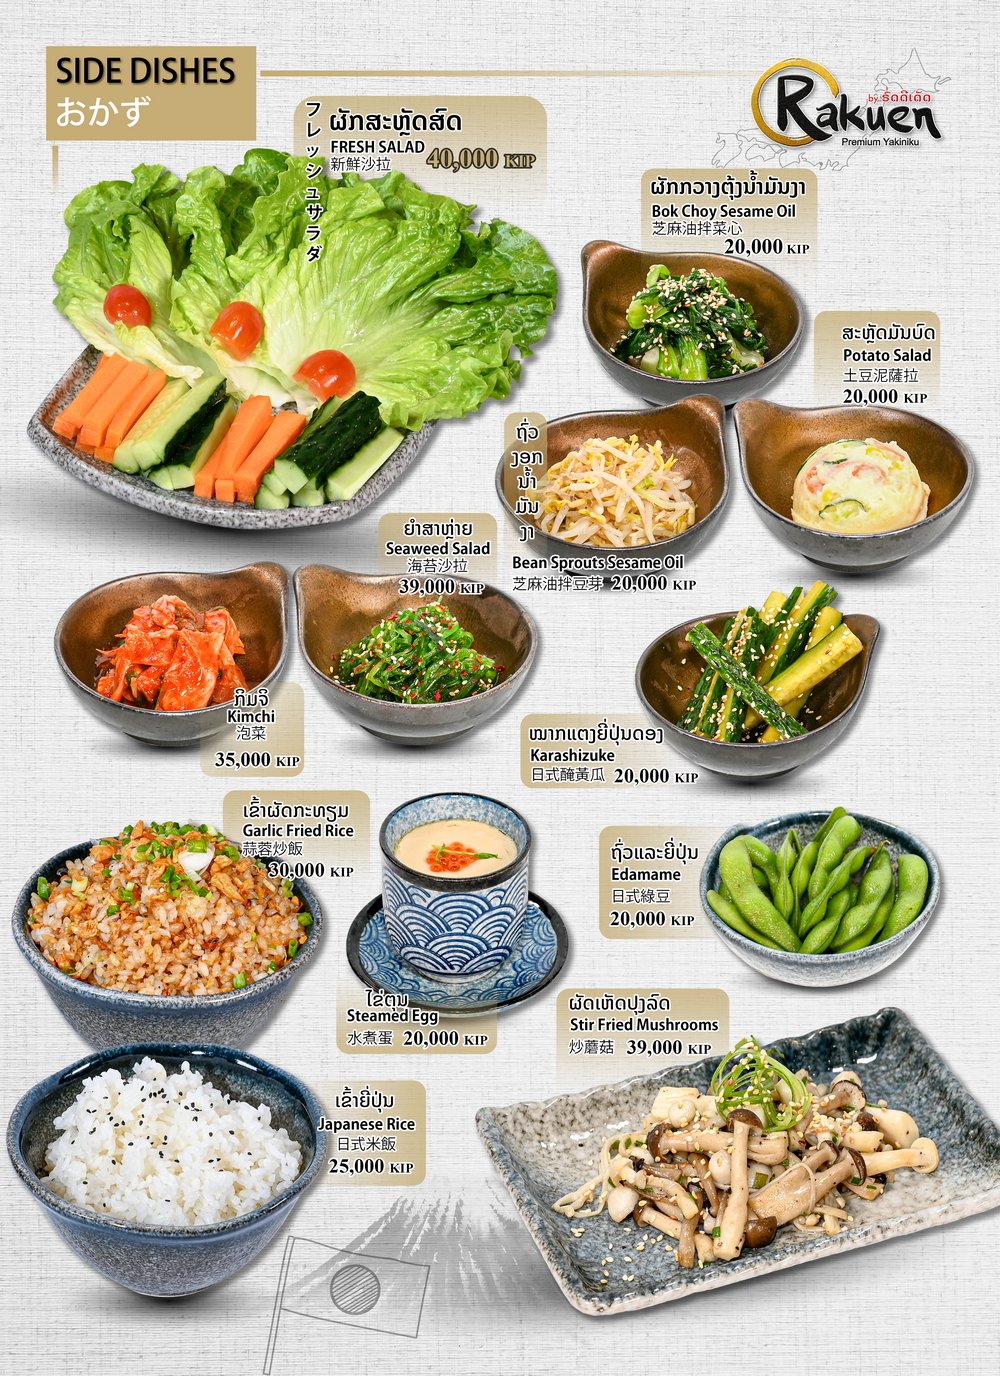 SIDE DISHES
おかず
Rakuen
by ຣັດຕິເດັດ
Premium Yakiniku
フレッシュサラダ
ຜັກສະຫຼັດສົດ
FRESH SALAD
新鮮沙拉
40,000 KIP
ຜັກກວາງຕຸ້ງນ້ຳມັນງາ
Bok Choy Sesame Oil
芝麻油拌菜心
20,000 KIP
ສະຫຼັດມັນບົດ
Potato Salad
土豆泥薩拉
20,000 KIP
ຖົ່ວ
ງອກ
ນ້ຳ
ມັນ
ງາ
Bean Sprouts Sesame Oil
芝麻油拌豆芽 20,000 KIP
ຍຳສາຫຼ່າຍ
Seaweed Salad
海苔沙拉
39,000 KIP
ກິມຈິ
Kimchi
泡菜
35,000 KIP
ໝາກແຕງຍີ່ປຸ່ນດອງ
Karashizuke
日式醃黃瓜 20,000 KIP
ເຂົ້າຜັດກະທຽມ
Garlic Fried Rice
蒜蓉炒飯
30,000 KIP
ຖົ່ວແລະຍີ່ປຸ່ນ
Edamame
日式綠豆
20,000 KIP
ໄຂ່ຕຸນ
Steamed Egg
水煮蛋 20,000 KIP
ຜັດເຫັດປຸງລົດ
Stir Fried Mushrooms
炒蘑菇 39,000 KIP
ເຂົ້າຍີ່ປຸ່ນ
Japanese Rice
日式米飯
25,000 KIP